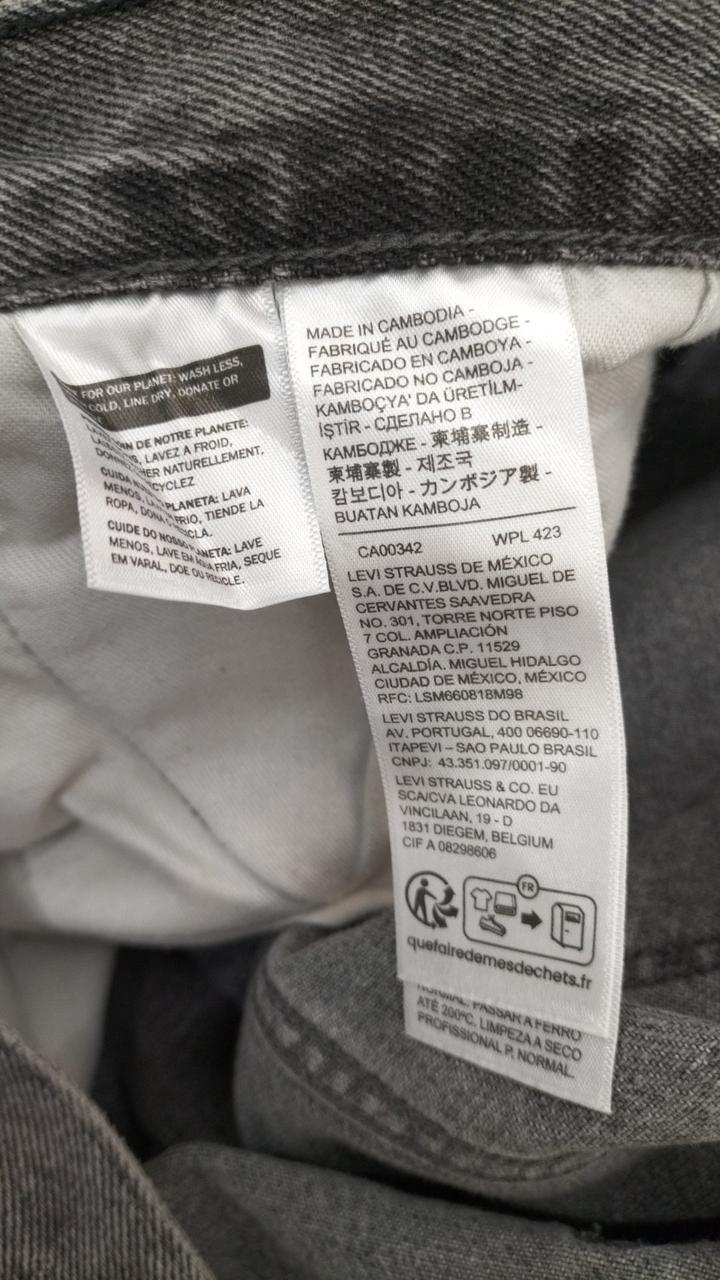 FOR OUR PLANET: WASH LESS,
COLD, LINE DRY, DONATE OR
DE NOTRE PLANETE:
LAVEZ A FROID,
NATURELLEMENT,
CUIDA
MENOS, PLANETA: LAVA
ROPA, FRIO, TIENDE LA
CUIDE DO NOSSO PLANETA: LAVE
MENOS, LAVE EM ÁGUA FRIA, SEQUE
EM VARAL, DOE OU RECICLE.
MADE IN CAMBODIA -
FABRIQUÉ AU CAMBODGE -
FABRICADO EN CAMBOYA -
FABRICADO NO CAMBOJA -
KAMBOÇYA' DA ÜRETİLM-
İŞTİR - СДЕЛАНО В
КАМБОДЖЕ - 柬埔寨制造 -
柬埔寨製 - 제조국
캄보디아 - カンボジア製 -
BUATAN KAMBOJA
CA00342 WPL 423
LEVI STRAUSS DE MÉXICO
S.A. DE C.V.BLVD. MIGUEL DE
CERVANTES SAAVEDRA
NO. 301, TORRE NORTE PISO
7 COL. AMPLIACIÓN
GRANADA C.P. 11529
ALCALDÍA. MIGUEL HIDALGO
CIUDAD DE MÉXICO, MÉXICO
RFC: LSM660818M98
LEVI STRAUSS DO BRASIL
AV. PORTUGAL, 400 06690-110
ITAPEVI – SAO PAULO BRASIL
CNPJ: 43.351.097/0001-90
LEVI STRAUSS & CO. EU
SCA/CVA LEONARDO DA
VINCILAAN, 19 - D
1831 DIEGEM, BELGIUM
CIF A 08298606
FR
quefairedemesdechets.fr
NORMAL. PASSAR A FERRO
ATÉ 200ºC. LIMPEZA A SECO
PROFISSIONAL P, NORMAL.